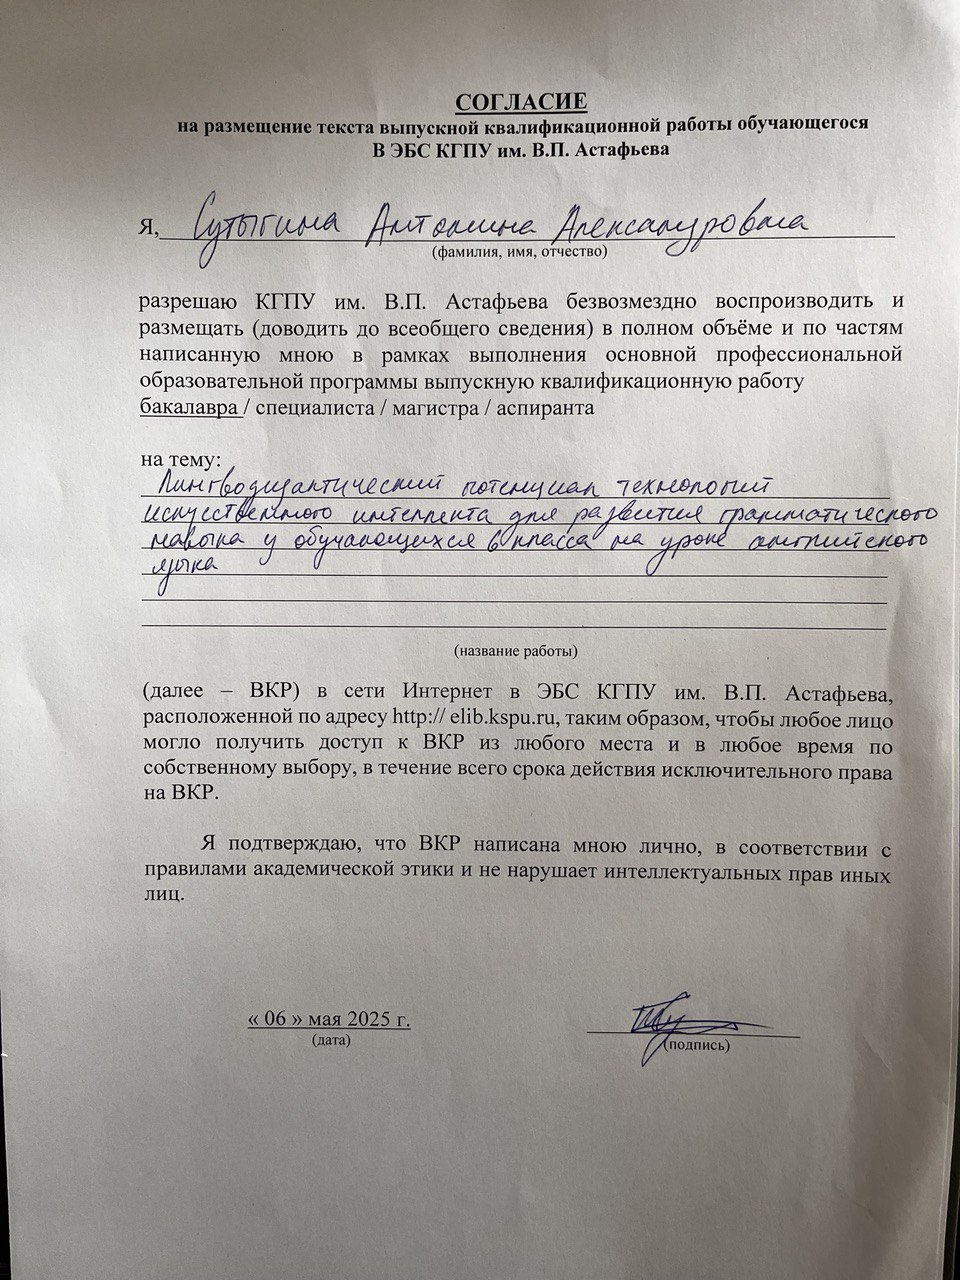 СОГЛАСИЕ
на размещение текста выпускной квалификационной работы обучающегося
В ЭБС КГПУ им. В.П. Астафьева
Я, Сутыгина Антонина Александровна
(фамилия, имя, отчество)
разрешаю КГПУ им. В.П. Астафьева безвозмездно воспроизводить и
размещать (доводить до всеобщего сведения) в полном объёме и по частям
написанную мною в рамках выполнения основной профессиональной
образовательной программы выпускную квалификационную работу
бакалавра / специалиста / магистра / аспиранта
на тему:
Лингводидактический потенциал технологий
искусственного интеллекта для развития грамматического
навыка у обучающихся 6 класса на уроке английского
языка
(название работы)
(далее – ВКР) в сети Интернет в ЭБС КГПУ им. В.П. Астафьева,
расположенной по адресу http:// elib.kspu.ru, таким образом, чтобы любое лицо
могло получить доступ к ВКР из любого места и в любое время по
собственному выбору, в течение всего срока действия исключительного права
на ВКР.
Я подтверждаю, что ВКР написана мною лично, в соответствии с
правилами академической этики и не нарушает интеллектуальных прав иных
лиц.
« 06 » мая 2025 г.
(дата)
(подпись)